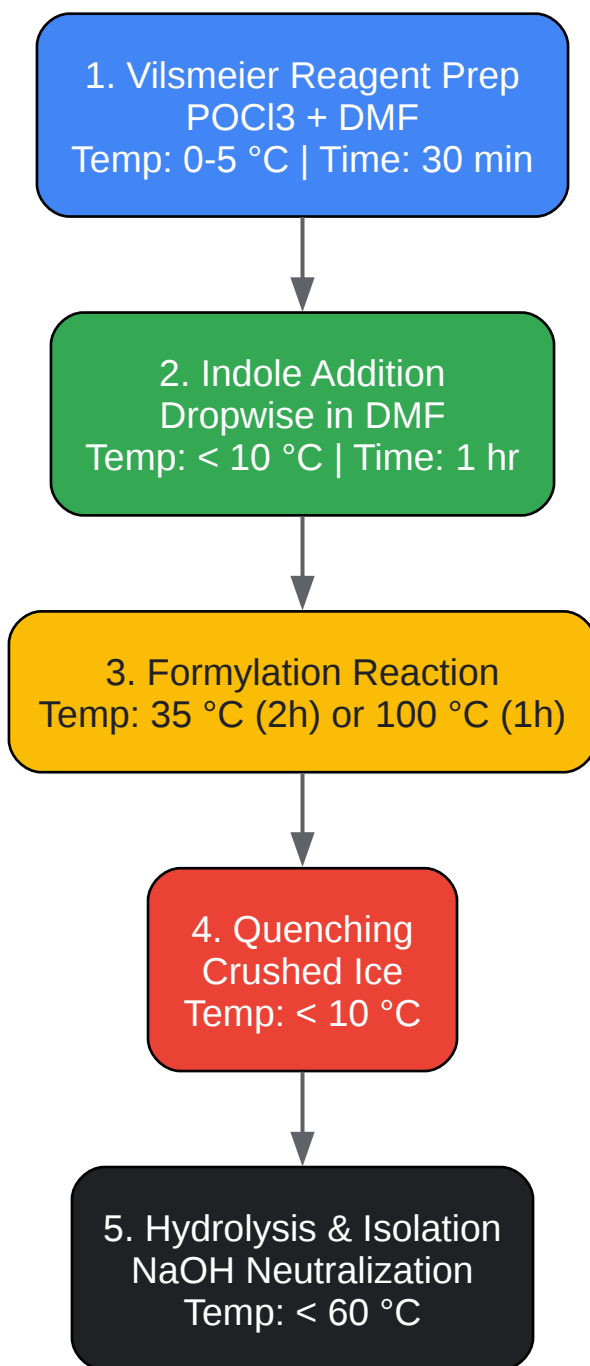 1. Vilsmeier Reagent Prep
POCl3 + DMF
Temp: 0-5 °C | Time: 30 min
2. Indole Addition
Dropwise in DMF
Temp: < 10 °C | Time: 1 hr
3. Formylation Reaction
Temp: 35 °C (2h) or 100 °C (1h)
4. Quenching
Crushed Ice
Temp: < 10 °C
5. Hydrolysis & Isolation
NaOH Neutralization
Temp: < 60 °C